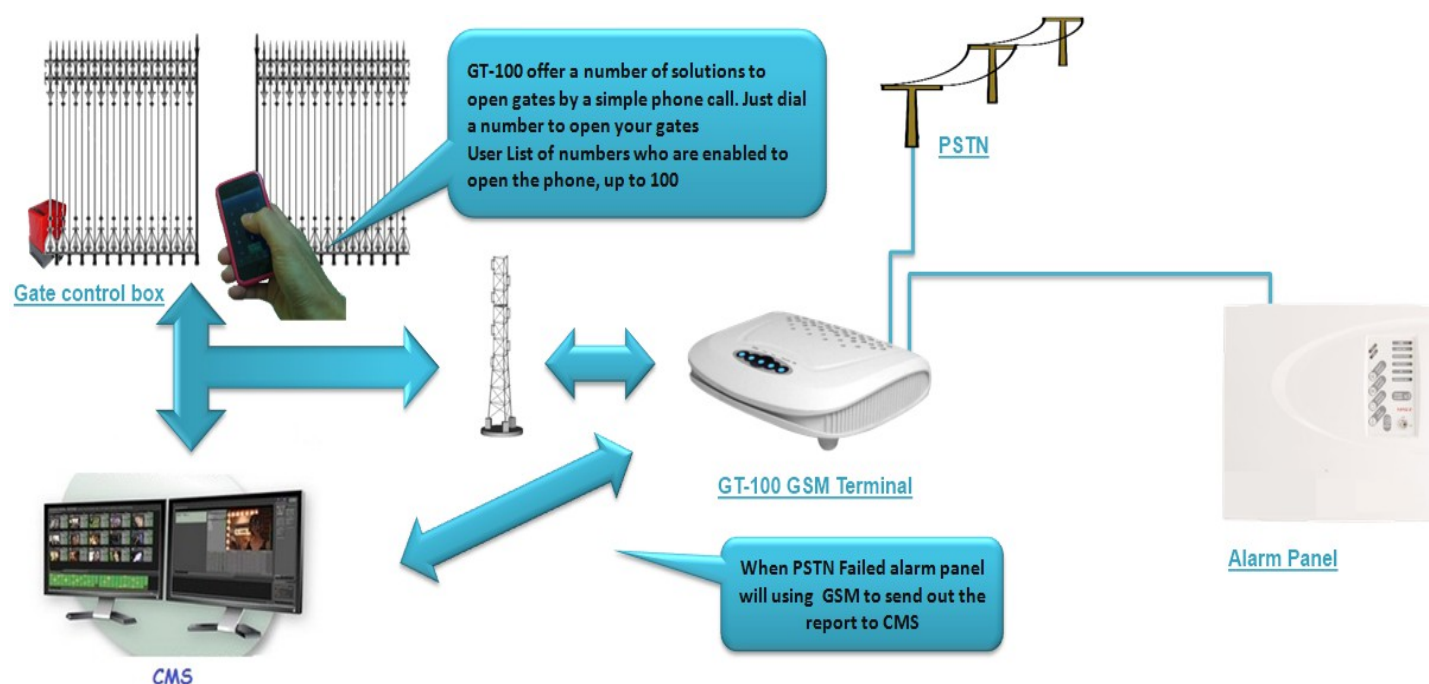 GT-100 offer a number of solutions to
open gates by a simple phone call. Just dial
a number to open your gates
User List of numbers who are enabled to
open the phone, up to 100
PSTN
Gate control box
GT-100 GSM Terminal
When PSTN Failed alarm panel
will using GSM to send out the
report to CMS
Alarm Panel
CMS